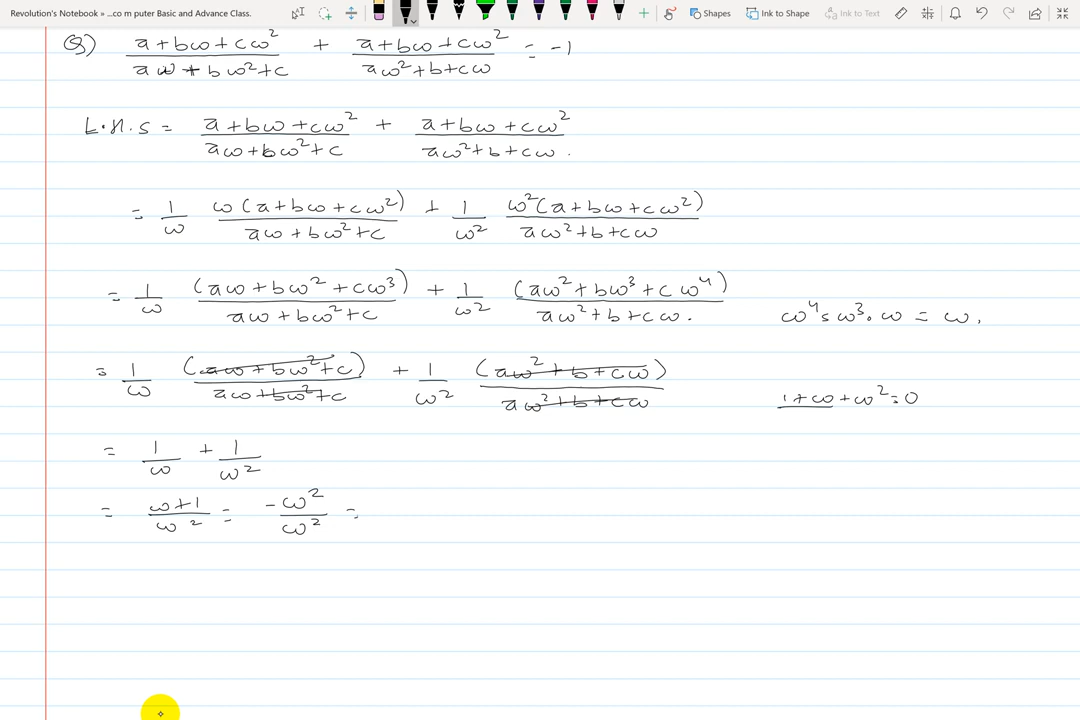 Revolution's Notebook » ...co m puter Basic and Advance Class.
Shapes Ink to Shape Ink to Text
Q) (a+bω+cω²)/(aω+bω²+c) + (a+bω+cω²)/(aω²+b+cω) = -1
L.H.S = (a+bω+cω²)/(aω+bω²+c) + (a+bω+cω²)/(aω²+b+cω).
= 1/ω ω(a+bω+cω²)/(aω+bω²+c) + 1/ω² ω²(a+bω+cω²)/(aω²+b+cω)
= 1/ω (aω+bω²+cω³)/(aω+bω²+c) + 1/ω² (aω²+bω³+cω⁴)/(aω²+b+cω). ω⁴=ω³.ω = ω,
= 1/ω (aω+bω²+c)/(aω+bω²+c) + 1/ω² (aω²+b+cω)/(aω²+b+cω) 1+ω+ω²=0
= 1/ω + 1/ω²
= (ω+1)/ω² = -ω²/ω² =